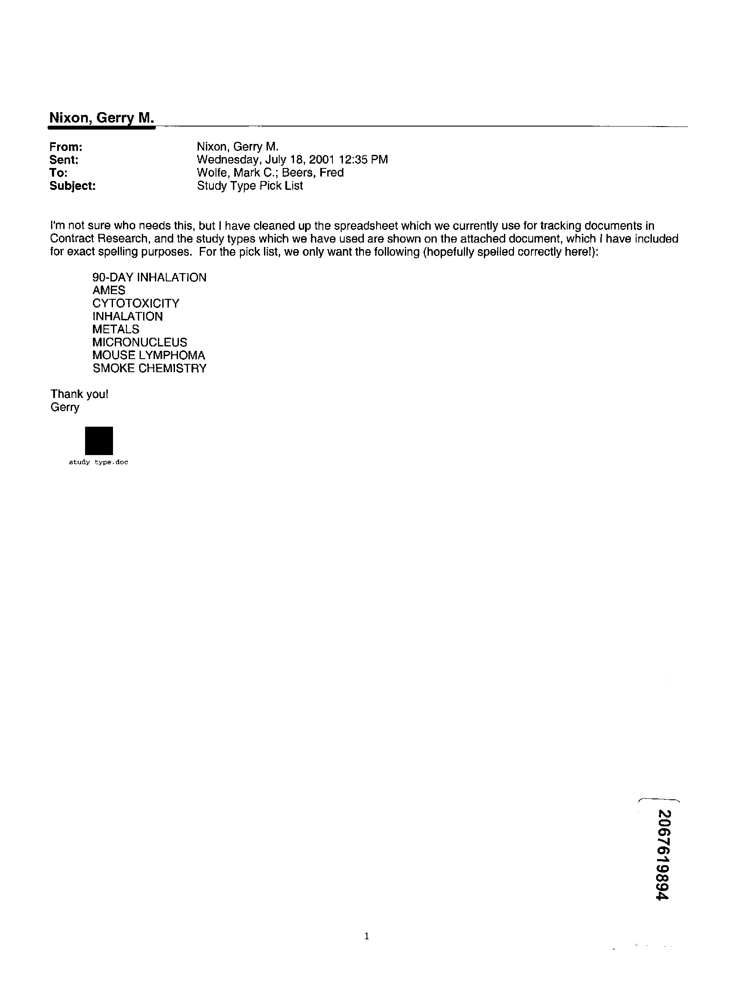 Nixon, Gerry M.
From: Nixon, Gerry M.
Sent: Wednesday, July 18, 2001 12:35 PM
To: Wolfe, Mark C.; Beers, Fred
Subject: Study Type Pick List
I'm not sure who needs this, but I have cleaned up the spreadsheet which we currently use for tracking documents in
Contract Research, and the study types which we have used are shown on the attached document, which I have included
for exact spelling purposes. For the pick list, we only want the following (hopefully spelled correctly here!):
90-DAY INHALATION
AMES
CYTOTOXICITY
INHALATION
METALS
MICRONUCLEUS
MOUSE LYMPHOMA
SMOKE CHEMISTRY
Thank you!
Gerry
study type.doc
2067619894
1